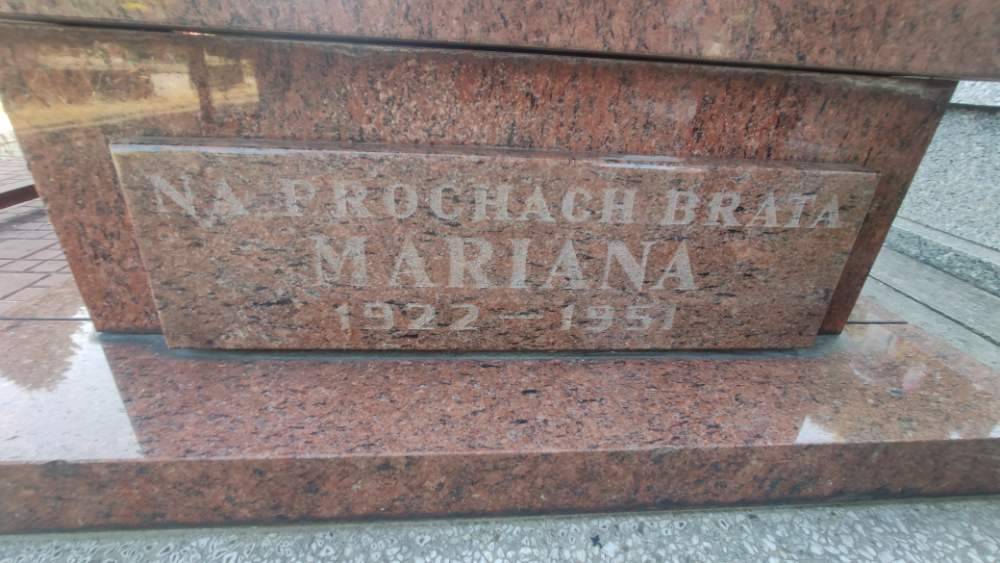 NA PROCHACH BRATA
MARIANA
1922 – 1951